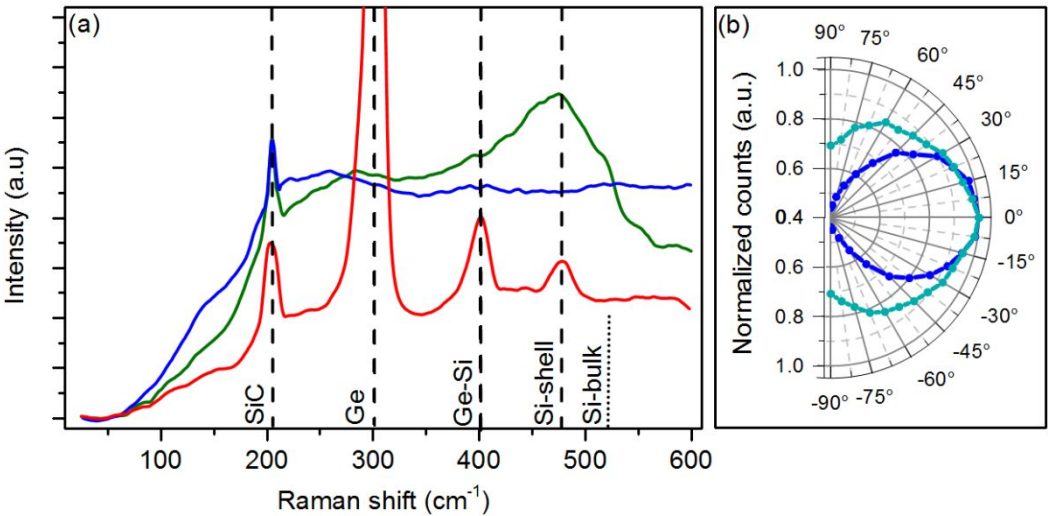 (a)
Intensity (a.u)
SiC
Ge
Ge-Si
Si-shell
Si-bulk
100 200 300 400 500 600
Raman shift (cm⁻¹)
(b)
Normalized counts (a.u.)
1.0
0.8
0.6
0.4
0.6
0.8
1.0
90°
75°
60°
45°
30°
15°
0°
-15°
-30°
-45°
-60°
-75°
-90°